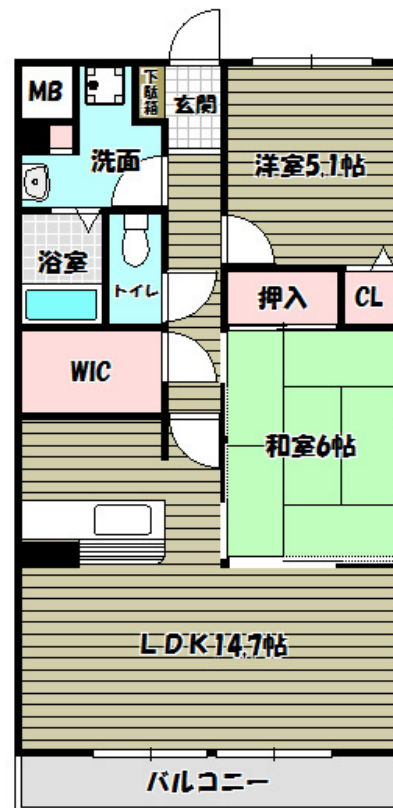 MB
下駄箱
玄関
洗面
洋室5.1帖
浴室
トイレ
押入
CL
WIC
和室6帖
LDK14.7帖
バルコニー